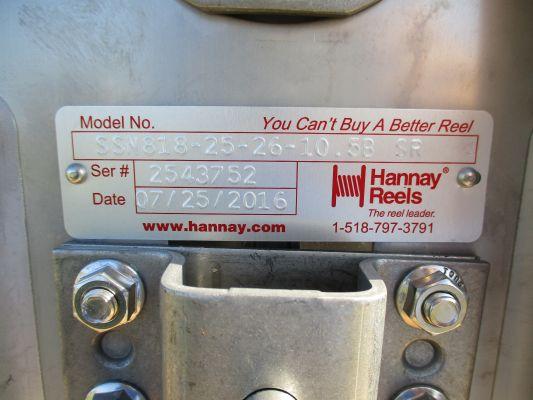 Model No. You Can't Buy A Better Reel
SSN818-25-26-10.5B SR
Ser # 2543752
Date 07/25/2016
Hannay®
Reels
The reel leader.
www.hannay.com 1-518-797-3791